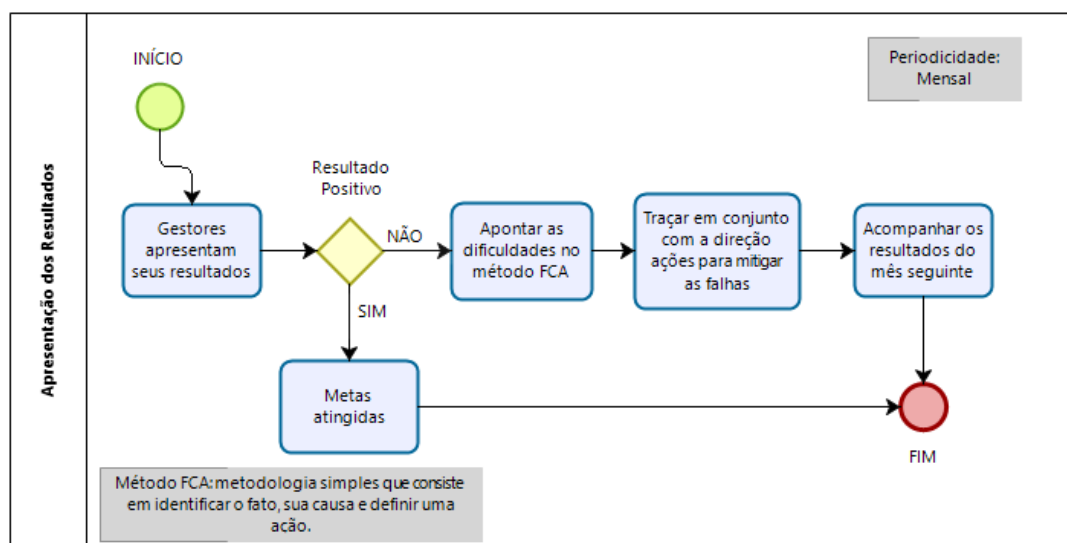 Apresentação dos Resultados
INÍCIO
Periodicidade:
Mensal
Resultado
Positivo
Gestores
apresentam
seus resultados
NÃO
Apontar as
dificuldades no
método FCA
Traçar em conjunto
com a direção
ações para mitigar
as falhas
Acompanhar os
resultados do
mês seguinte
SIM
Metas
atingidas
FIM
Método FCA: metodologia simples que consiste
em identificar o fato, sua causa e definir uma
ação.